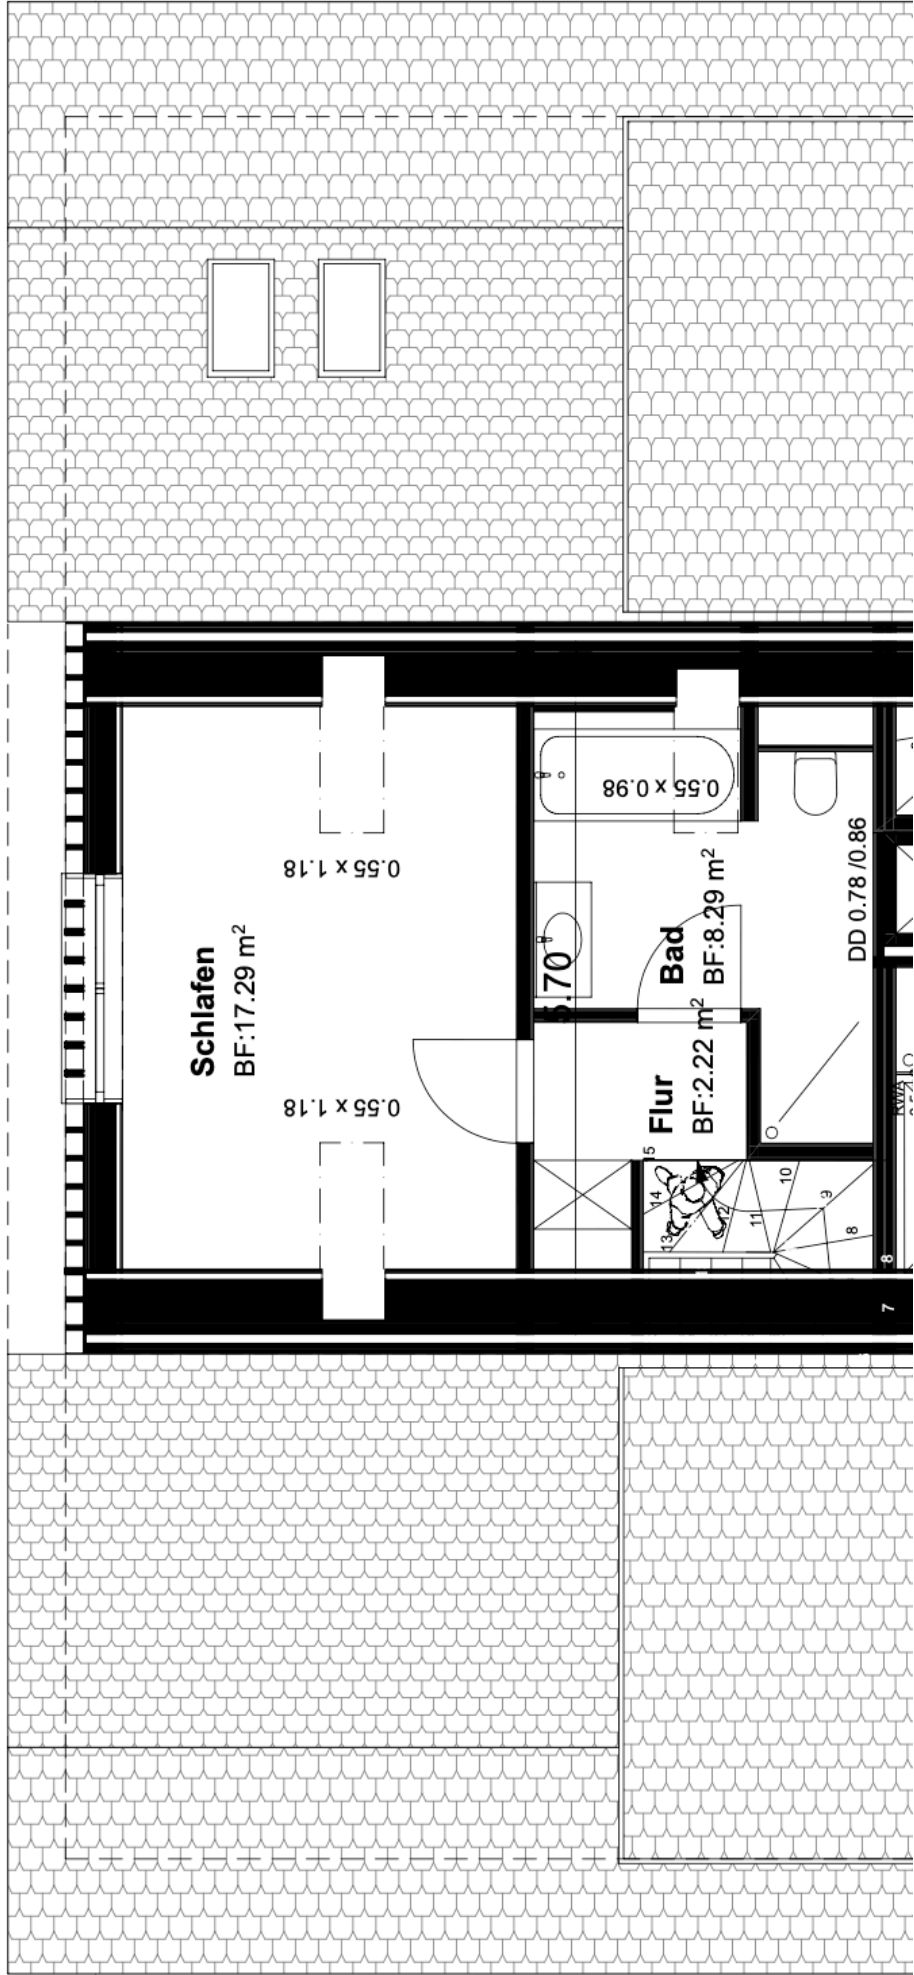 Schlafen
BF:17.29 m²
0.55 x 1.18
0.55 x 1.18
0.55 x 0.98
5.70
Bad
BF:8.29 m²
Flur
BF:2.22 m²
DD 0.78 /0.86
15
14
13
12
11
10
9
8
8
7
RWA